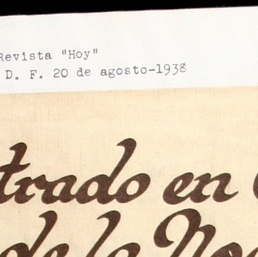 Revista "Hoy"
D. F. 20 de agosto-1938
trado en
de la